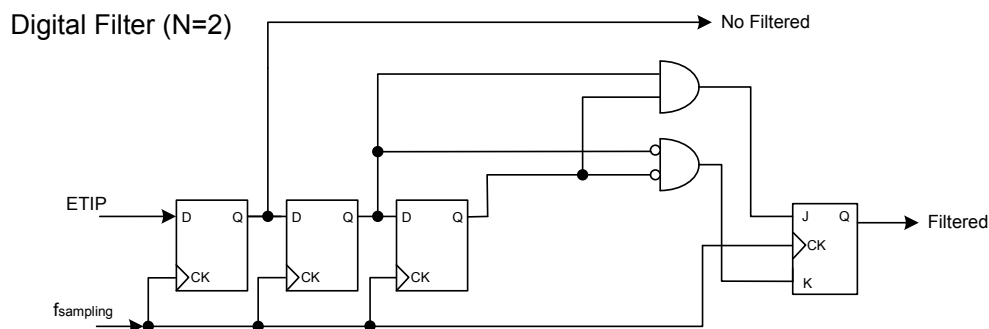 Digital Filter (N=2)
No Filtered
ETIP
D Q
CK
D Q
CK
D Q
CK
J Q
CK
K
Filtered
fsampling